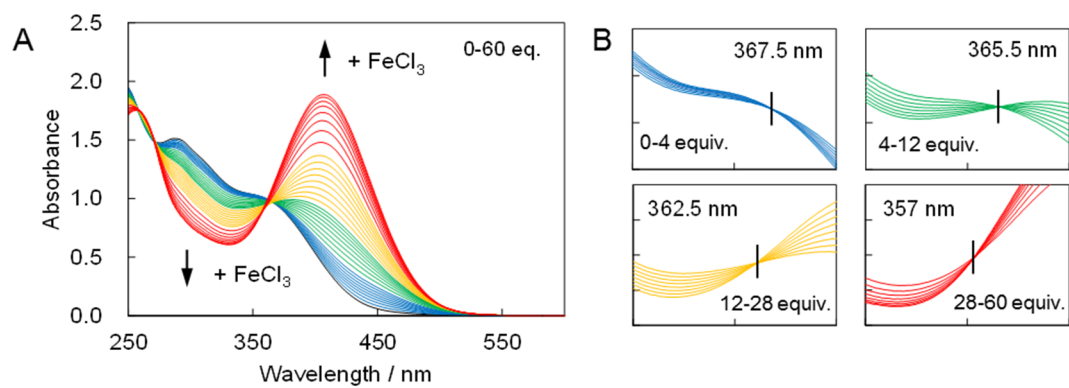 A
2.5
2.0
1.5
1.0
0.5
0.0
Absorbance
250
350
450
550
Wavelength / nm
+ FeCl₃
0-60 eq.
+ FeCl₃
B
367.5 nm
0-4 equiv.
365.5 nm
4-12 equiv.
362.5 nm
12-28 equiv.
357 nm
28-60 equiv.